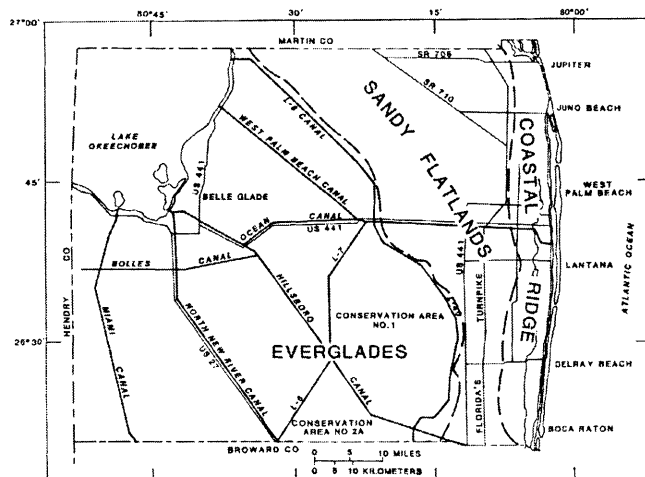 27°00'
80°45'
30'
15'
80°00'
MARTIN CO
JUPITER
SR 706
SR 710
JUNO BEACH
LAKE
OKEECHOBEE
L-8 CANAL
SANDY FLATLANDS
COASTAL
RIDGE
WEST PALM BEACH CANAL
US 441
45'
BELLE GLADE
WEST
PALM BEACH
OCEAN
CANAL
US 441
US 441
L-7
LANTANA
ATLANTIC OCEAN
HENDRY CO
BOLLES
CANAL
HILLSBORO
CANAL
MIAMI
CANAL
NORTH NEW RIVER CANAL
US 27
TURNPIKE
FLORIDA'S
CONSERVATION AREA
NO.1
26°30'
EVERGLADES
DELRAY BEACH
L-6
CONSERVATION
AREA NO 2A
BOCA RATON
BROWARD CO
0 5 10 MILES
0 5 10 KILOMETERS